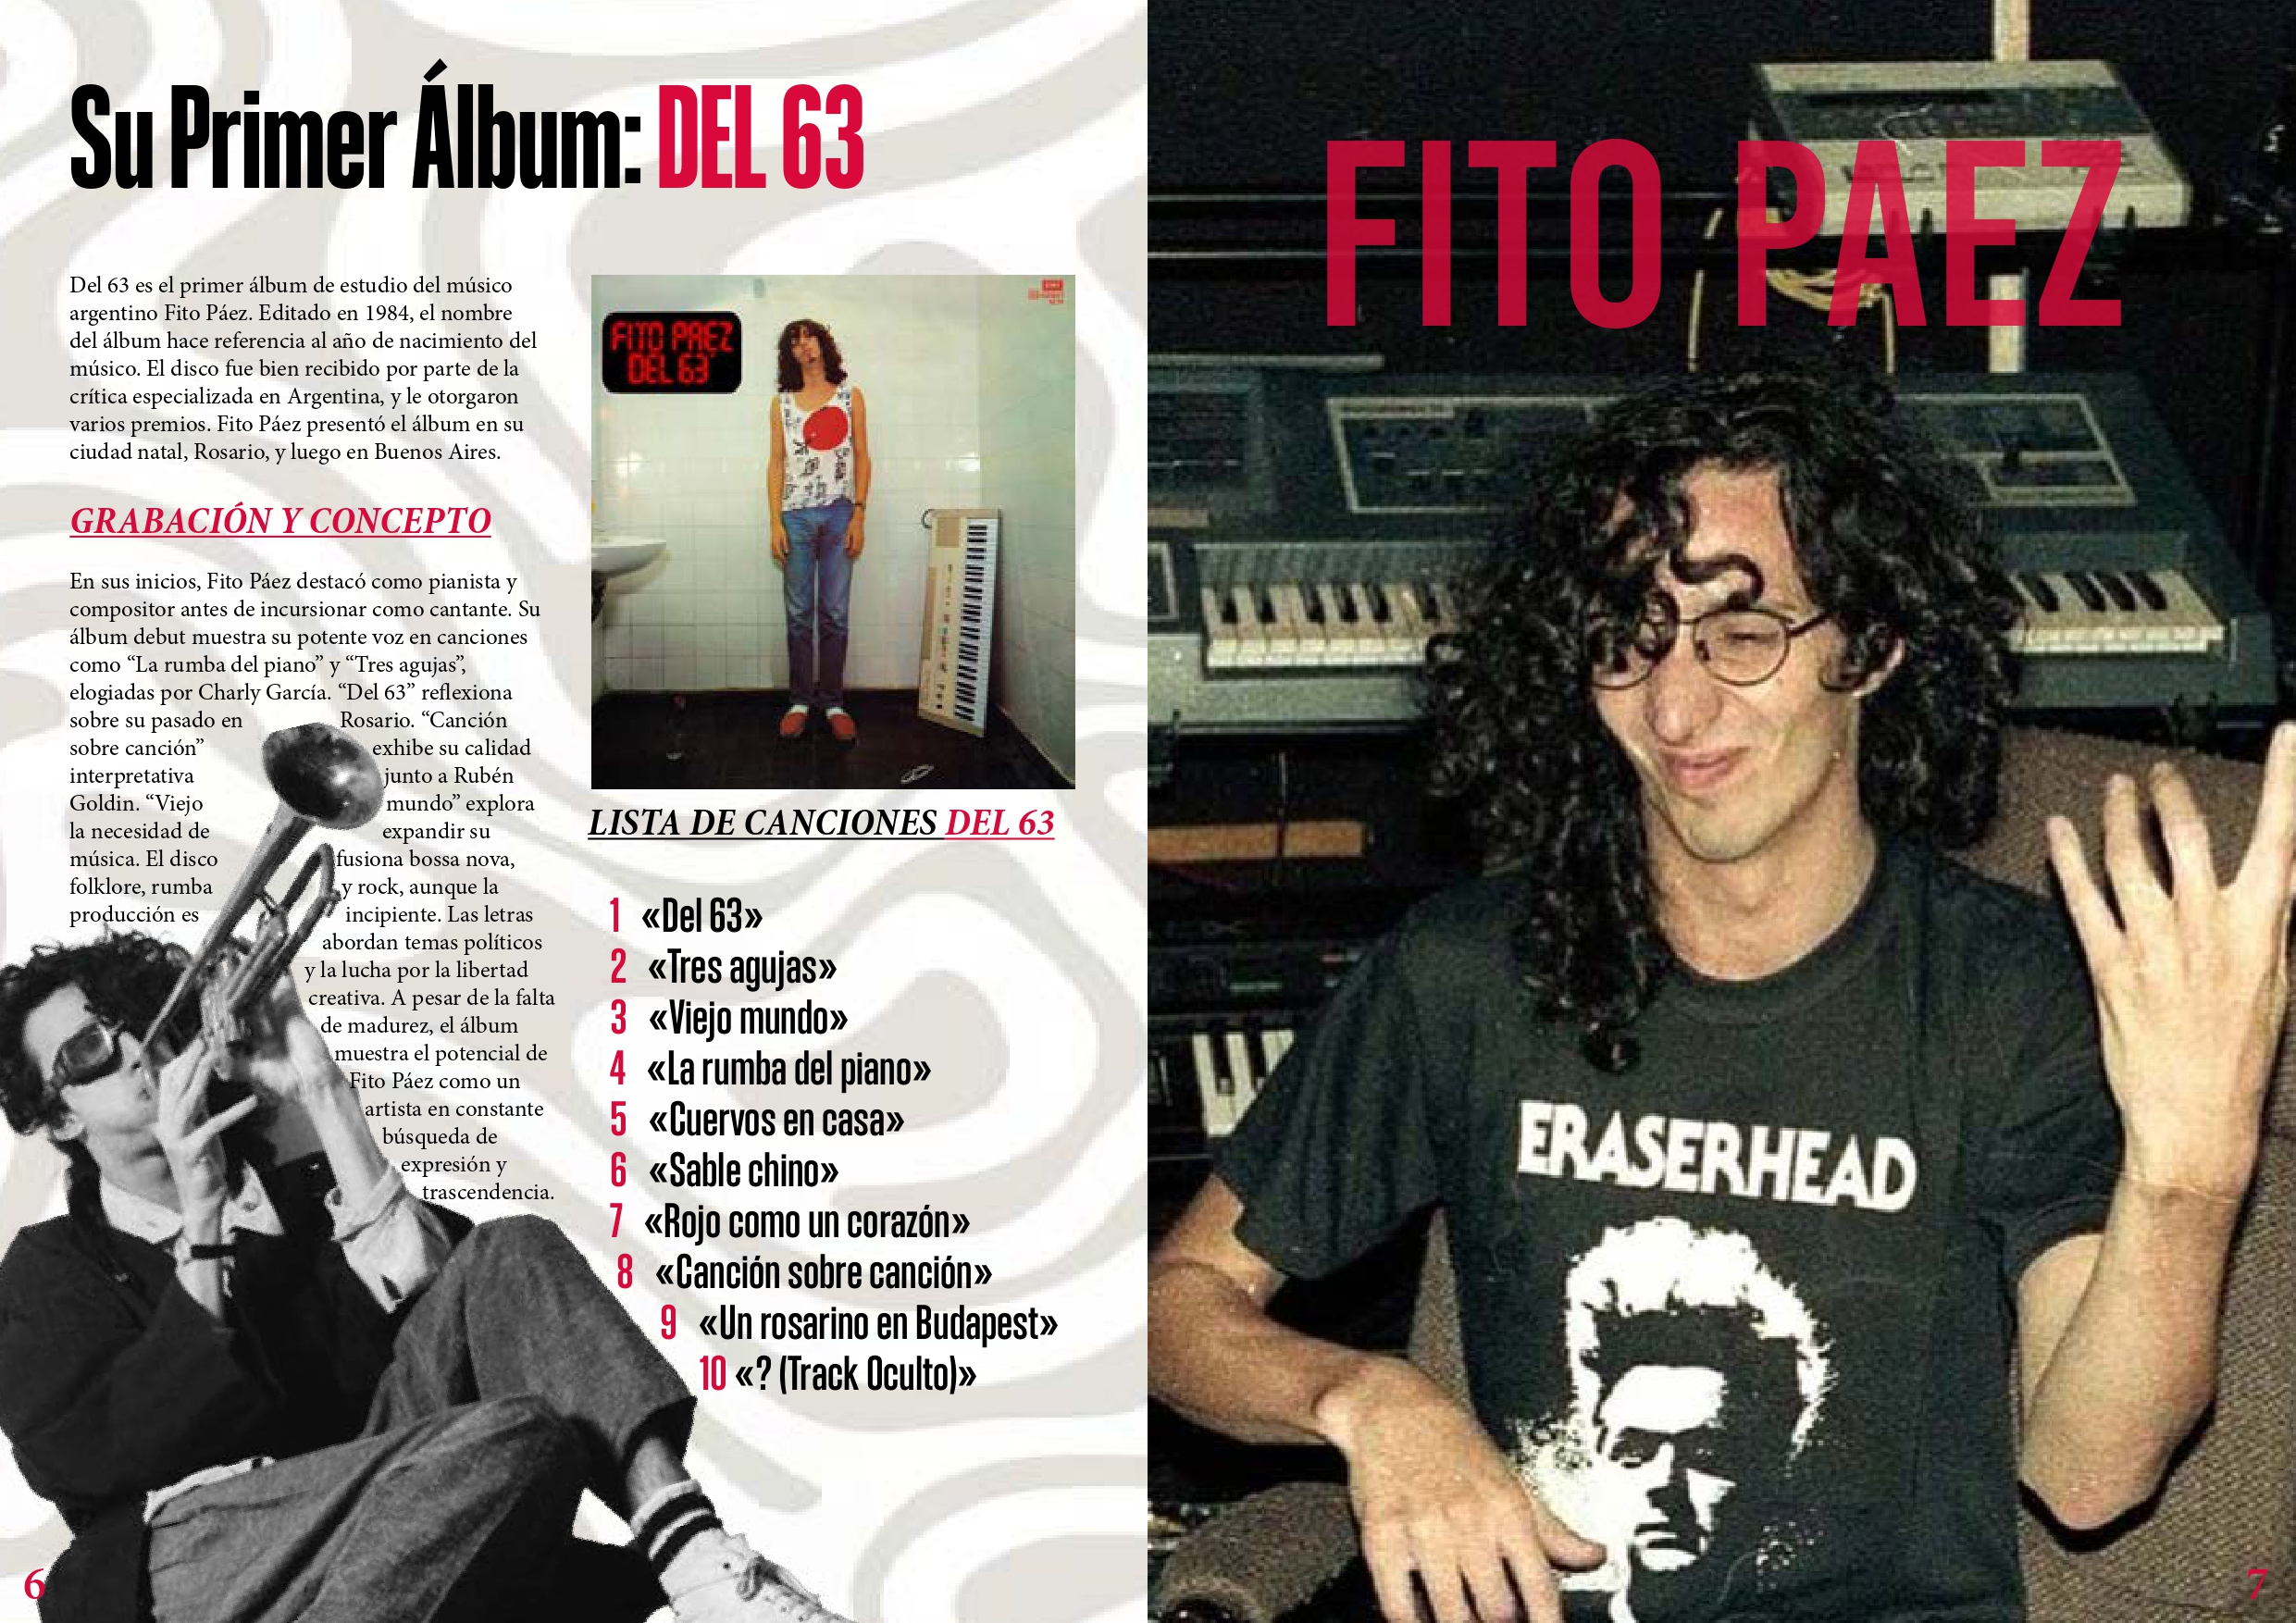 Su Primer Álbum: DEL 63
Del 63 es el primer álbum de estudio del músico
argentino Fito Páez. Editado en 1984, el nombre
del álbum hace referencia al año de nacimiento del
músico. El disco fue bien recibido por parte de la
crítica especializada en Argentina, y le otorgaron
varios premios. Fito Páez presentó el álbum en su
ciudad natal, Rosario, y luego en Buenos Aires.
GRABACIÓN Y CONCEPTO
En sus inicios, Fito Páez destacó como pianista y
compositor antes de incursionar como cantante. Su
álbum debut muestra su potente voz en canciones
como “La rumba del piano” y “Tres agujas”,
elogiadas por Charly García. “Del 63” reflexiona
sobre su pasado en Rosario. “Canción
sobre canción” exhibe su calidad
interpretativa junto a Rubén
Goldin. “Viejo mundo” explora
la necesidad de expandir su
música. El disco fusiona bossa nova,
folklore, rumba y rock, aunque la
producción es incipiente. Las letras
abordan temas políticos
y la lucha por la libertad
creativa. A pesar de la falta
de madurez, el álbum
muestra el potencial de
Fito Páez como un
artista en constante
búsqueda de
expresión y
trascendencia.
6
FITO PAEZ
DEL 63
LISTA DE CANCIONES DEL 63
1 «Del 63»
2 «Tres agujas»
3 «Viejo mundo»
4 «La rumba del piano»
5 «Cuervos en casa»
6 «Sable chino»
7 «Rojo como un corazón»
8 «Canción sobre canción»
9 «Un rosarino en Budapest»
10 «? (Track Oculto)»
FITO PAEZ
ERASERHEAD
7